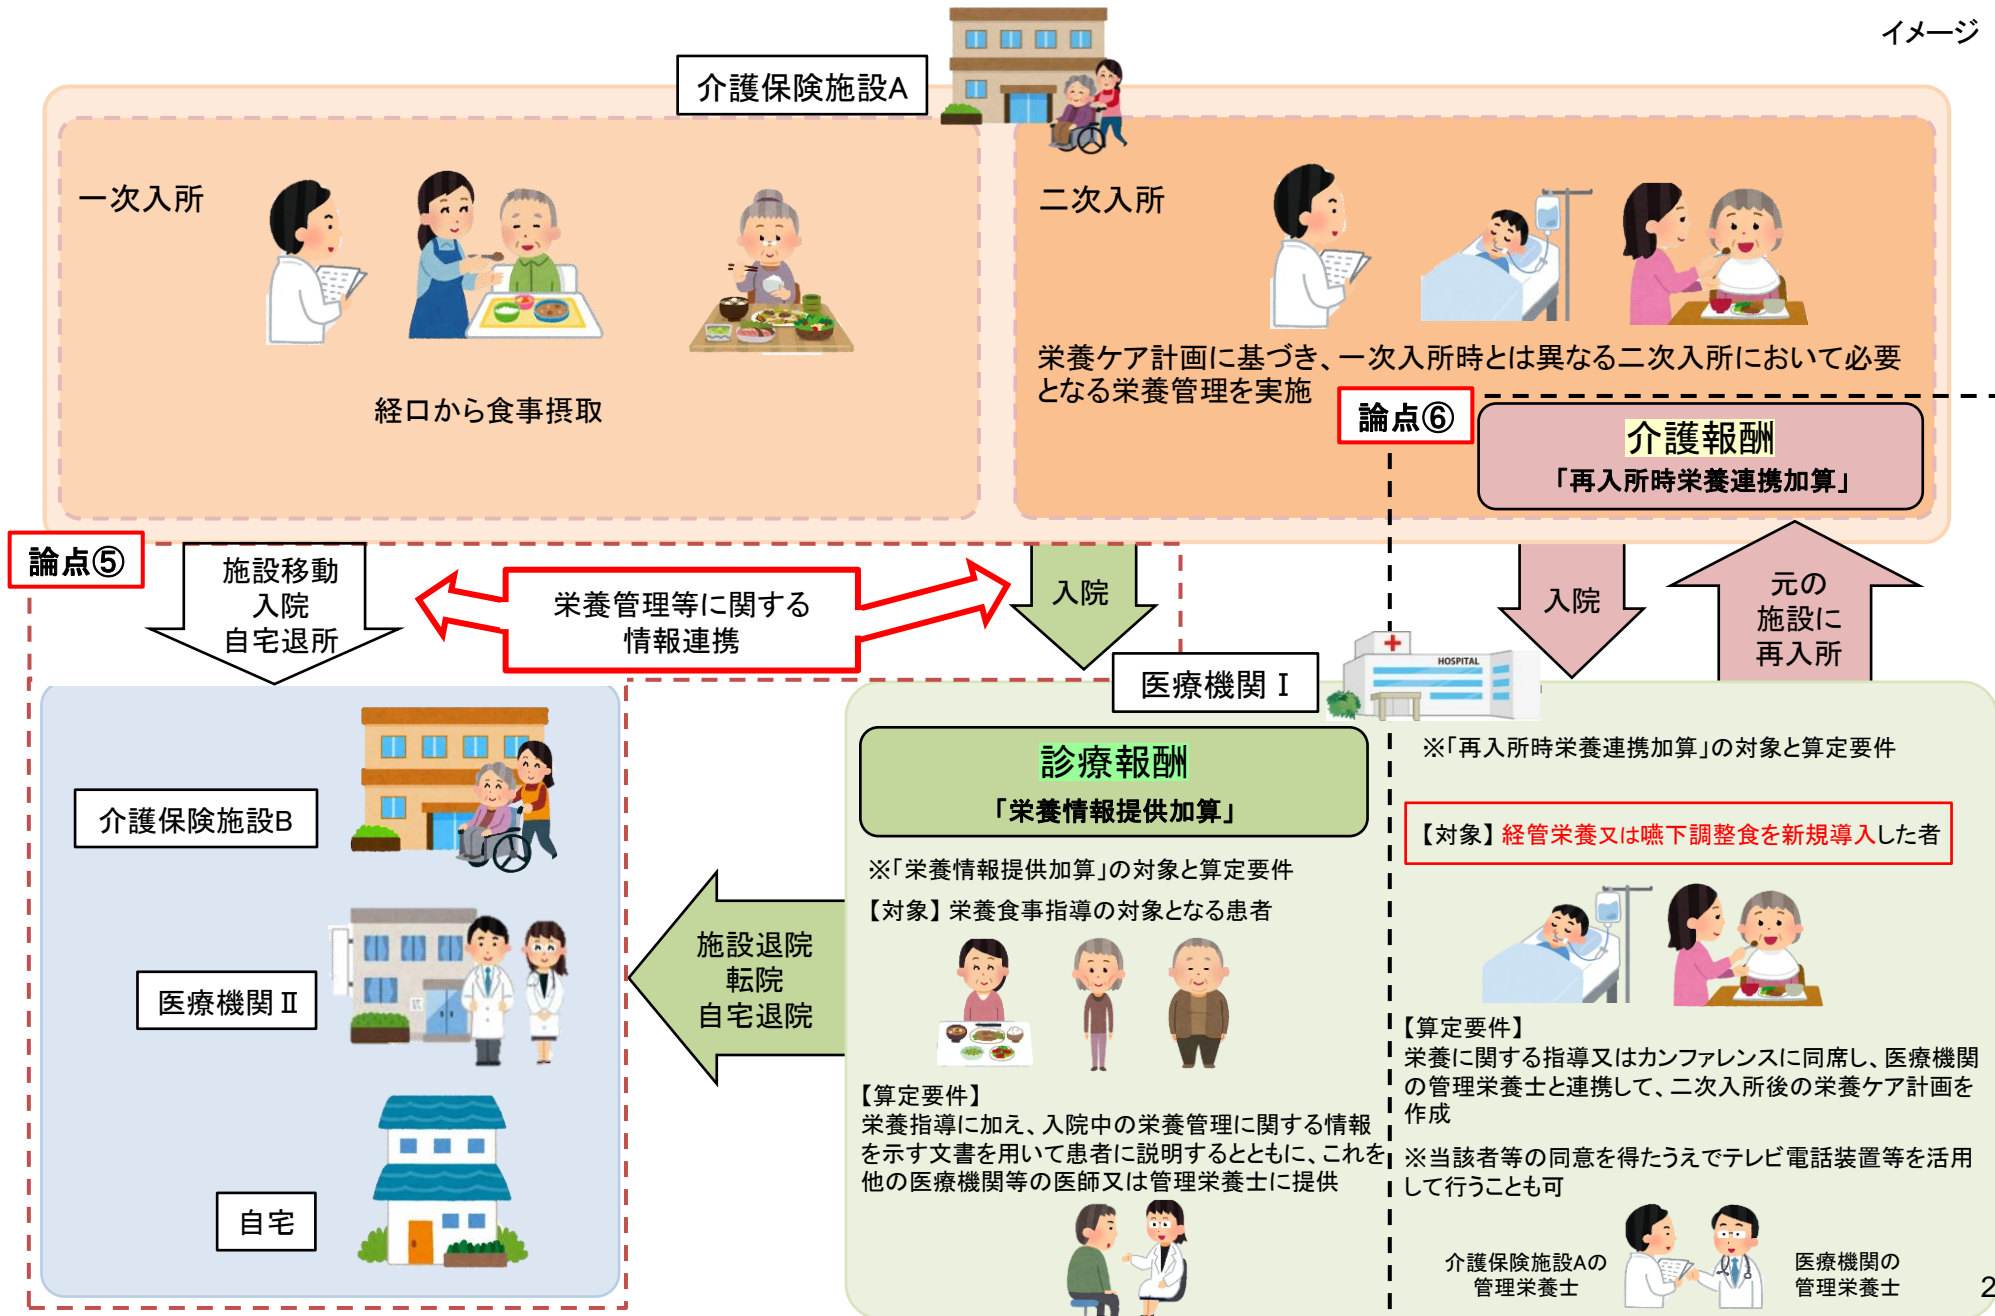 イメージ
介護保険施設A
一次入所
経口から食事摂取
二次入所
栄養ケア計画に基づき、一次入所時とは異なる二次入所において必要
となる栄養管理を実施
論点⑥
介護報酬
「再入所時栄養連携加算」
論点⑤
施設移動
入院
自宅退所
栄養管理等に関する
情報連携
入院
入院
元の
施設に
再入所
介護保険施設B
医療機関Ⅱ
自宅
施設退院
転院
自宅退院
医療機関Ⅰ
HOSPITAL
診療報酬
「栄養情報提供加算」
※「栄養情報提供加算」の対象と算定要件
【対象】栄養食事指導の対象となる患者
【算定要件】
栄養指導に加え、入院中の栄養管理に関する情報
を示す文書を用いて患者に説明するとともに、これを
他の医療機関等の医師又は管理栄養士に提供
※「再入所時栄養連携加算」の対象と算定要件
【対象】経管栄養又は嚥下調整食を新規導入した者
【算定要件】
栄養に関する指導又はカンファレンスに同席し、医療機関
の管理栄養士と連携して、二次入所後の栄養ケア計画を
作成
※当該者等の同意を得たうえでテレビ電話装置等を活用
して行うことも可
介護保険施設Aの
管理栄養士
医療機関の
管理栄養士
2